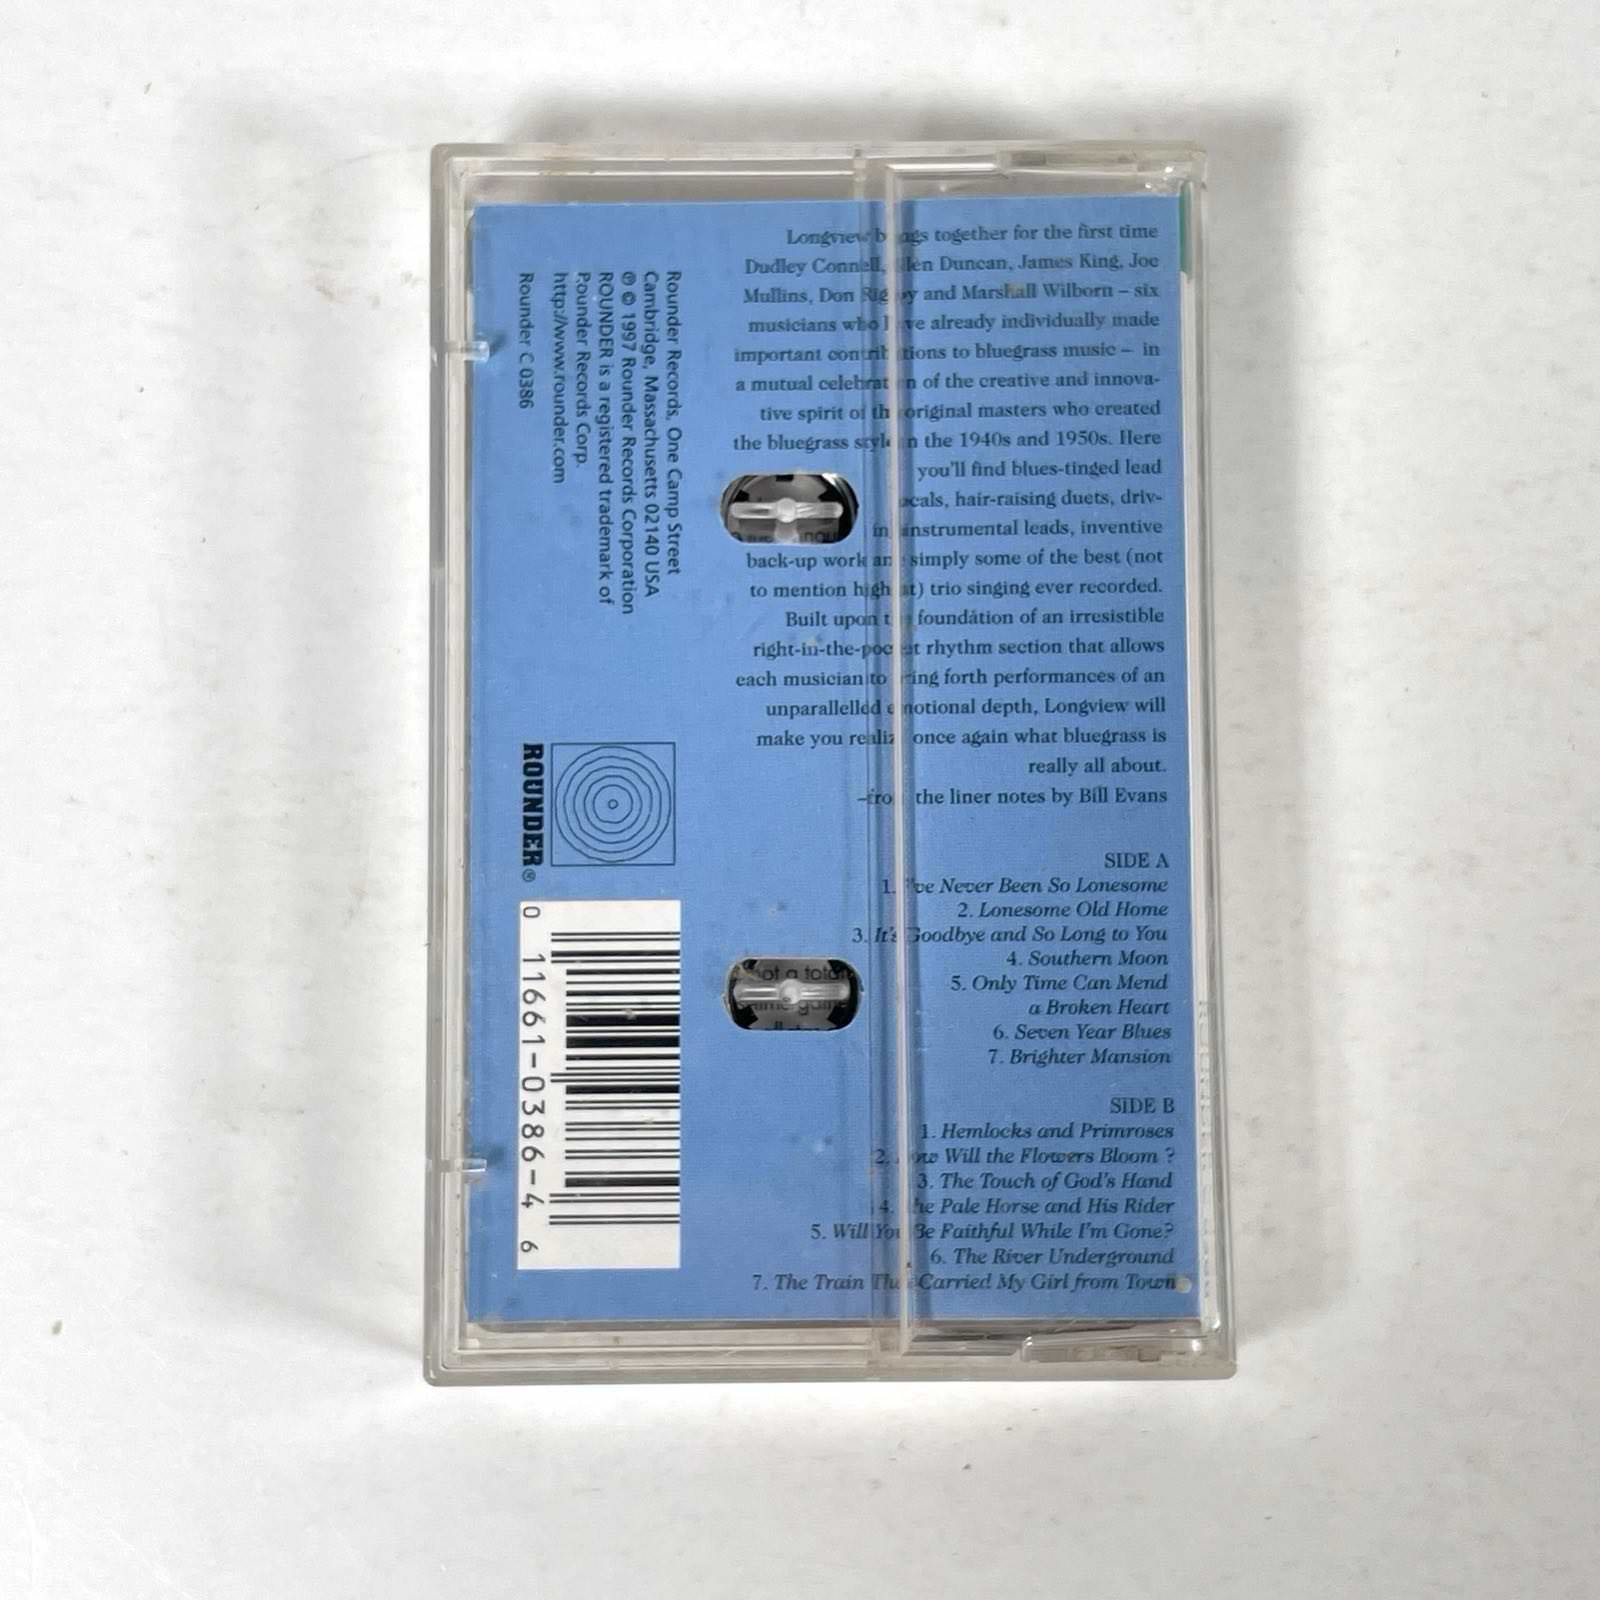 Longview brings together for the first time
Dudley Connell, Glen Duncan, James King, Joe
Mullins, Don Rigsby and Marshall Wilborn – six
musicians who have already individually made
important contributions to bluegrass music – in
a mutual celebration of the creative and innova-
tive spirit of the original masters who created
the bluegrass style in the 1940s and 1950s. Here
you'll find blues-tinged lead
vocals, hair-raising duets, driv-
ing instrumental leads, inventive
back-up work and simply some of the best (not
to mention highest) trio singing ever recorded.
Built upon the foundation of an irresistible
right-in-the-pocket rhythm section that allows
each musician to bring forth performances of an
unparallelled emotional depth, Longview will
make you realize once again what bluegrass is
really all about.
–from the liner notes by Bill Evans
SIDE A
1. I've Never Been So Lonesome
2. Lonesome Old Home
3. It's Goodbye and So Long to You
4. Southern Moon
5. Only Time Can Mend
a Broken Heart
6. Seven Year Blues
7. Brighter Mansion
SIDE B
1. Hemlocks and Primroses
2. How Will the Flowers Bloom ?
3. The Touch of God's Hand
4. The Pale Horse and His Rider
5. Will You Be Faithful While I'm Gone?
6. The River Underground
7. The Train That Carried My Girl from Town
Rounder Records, One Camp Street
Cambridge, Massachusetts 02140 USA
℗ © 1997 Rounder Records Corporation
ROUNDER is a registered trademark of
Rounder Records Corp.
http://www.rounder.com
Rounder C 0386
ROUNDER®
0 11661-0386-4 6
not a total